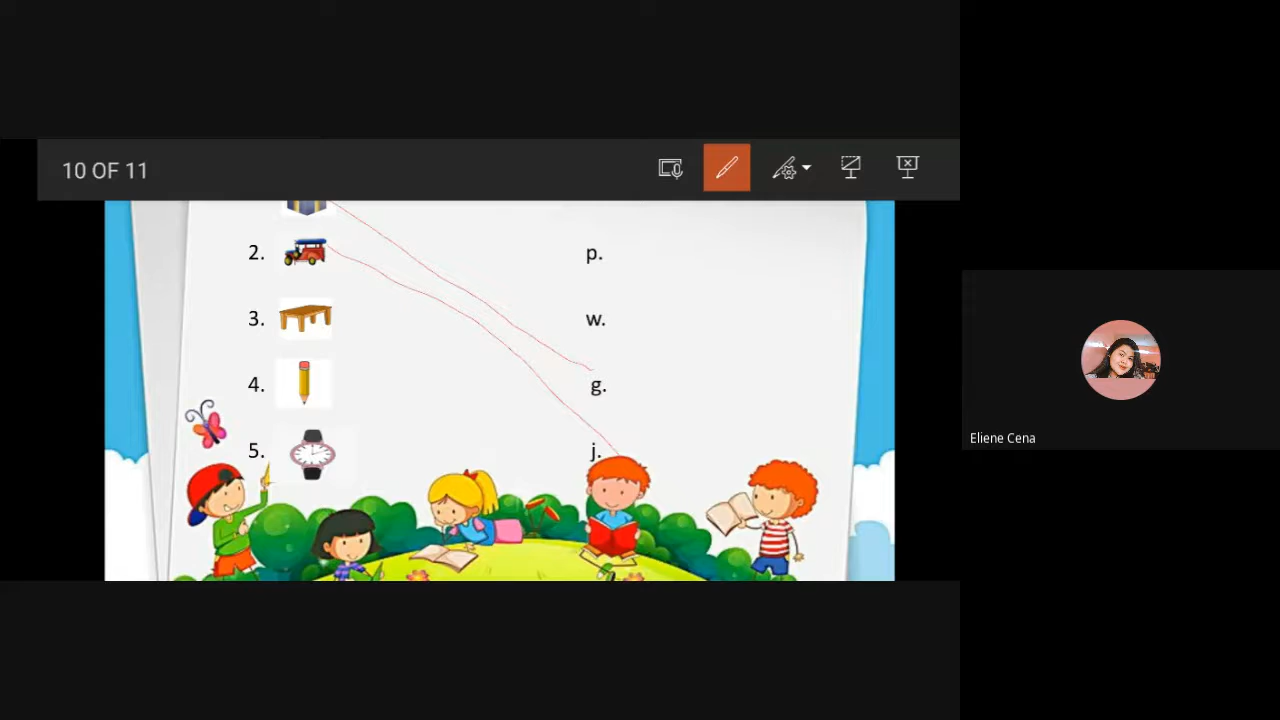 10 OF 11
2. p.
3. w.
4. g.
5. j.
Eliene Cena